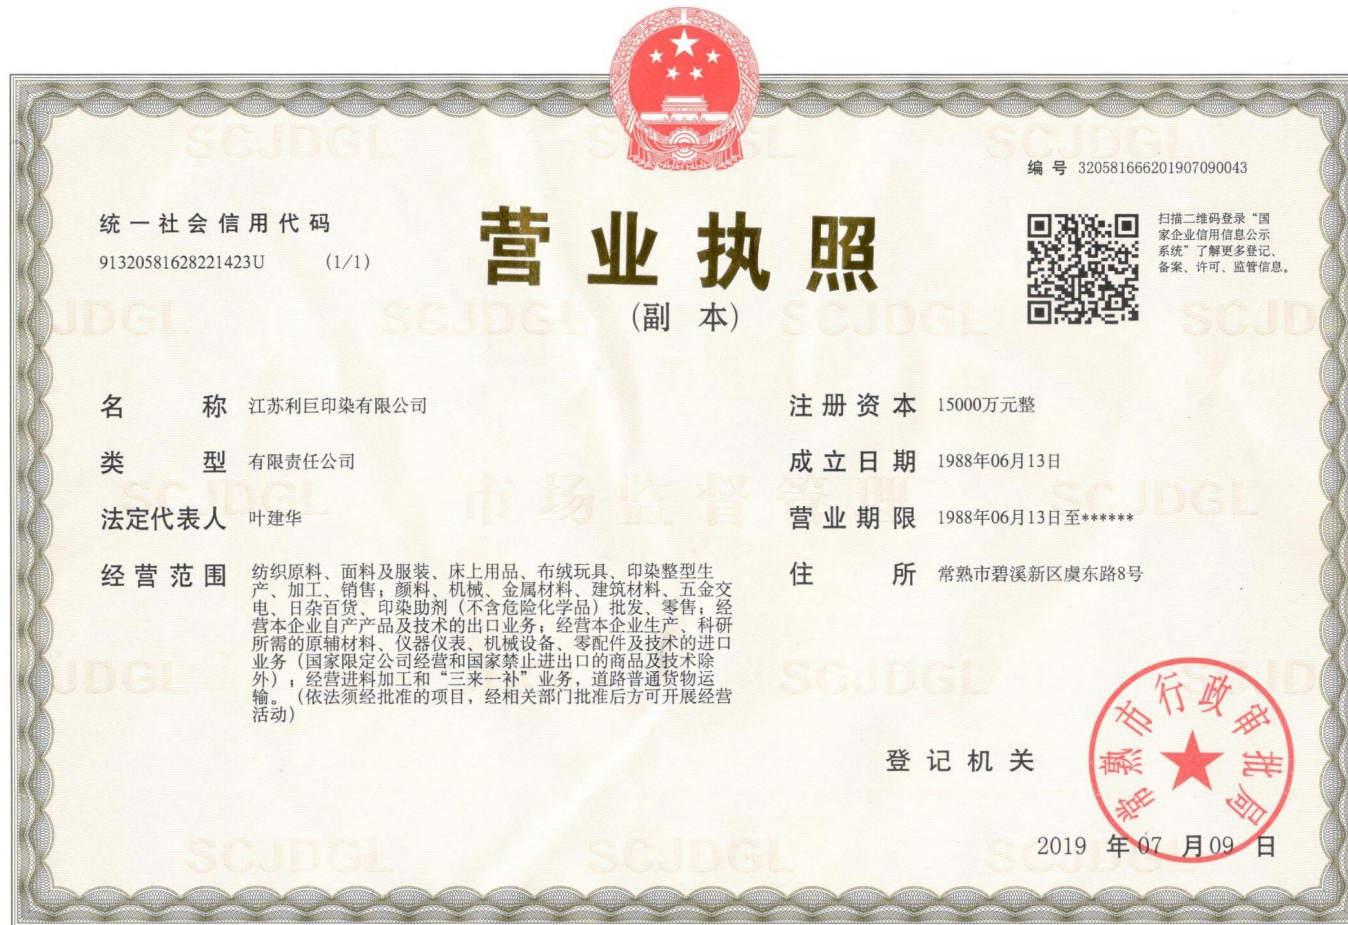 编 号 320581666201907090043
统一社会信用代码
91320581628221423U (1/1)
营业执照
(副 本)
扫描二维码登录“国
家企业信用信息公示
系统”了解更多登记、
备案、许可、监管信息。
名 称 江苏利巨印染有限公司
类 型 有限责任公司
法定代表人 叶建华
经营范围 纺织原料、面料及服装、床上用品、布绒玩具、印染整型生
产、加工、销售；颜料、机械、金属材料、建筑材料、五金交
电、日杂百货、印染助剂（不含危险化学品）批发、零售；经
营本企业自产产品及技术的出口业务；经营本企业生产、科研
所需的原辅材料、仪器仪表、机械设备、零配件及技术的进口
业务（国家限定公司经营和国家禁止进出口的商品及技术除
外）；经营进料加工和“三来一补”业务，道路普通货物运
输。（依法须经批准的项目，经相关部门批准后方可开展经营
活动）
注册资本 15000万元整
成立日期 1988年06月13日
营业期限 1988年06月13日至******
住 所 常熟市碧溪新区虞东路8号
登记机关
常熟市行政审批局
2019 年 07 月 09 日
SCJDGL
市场监督管理